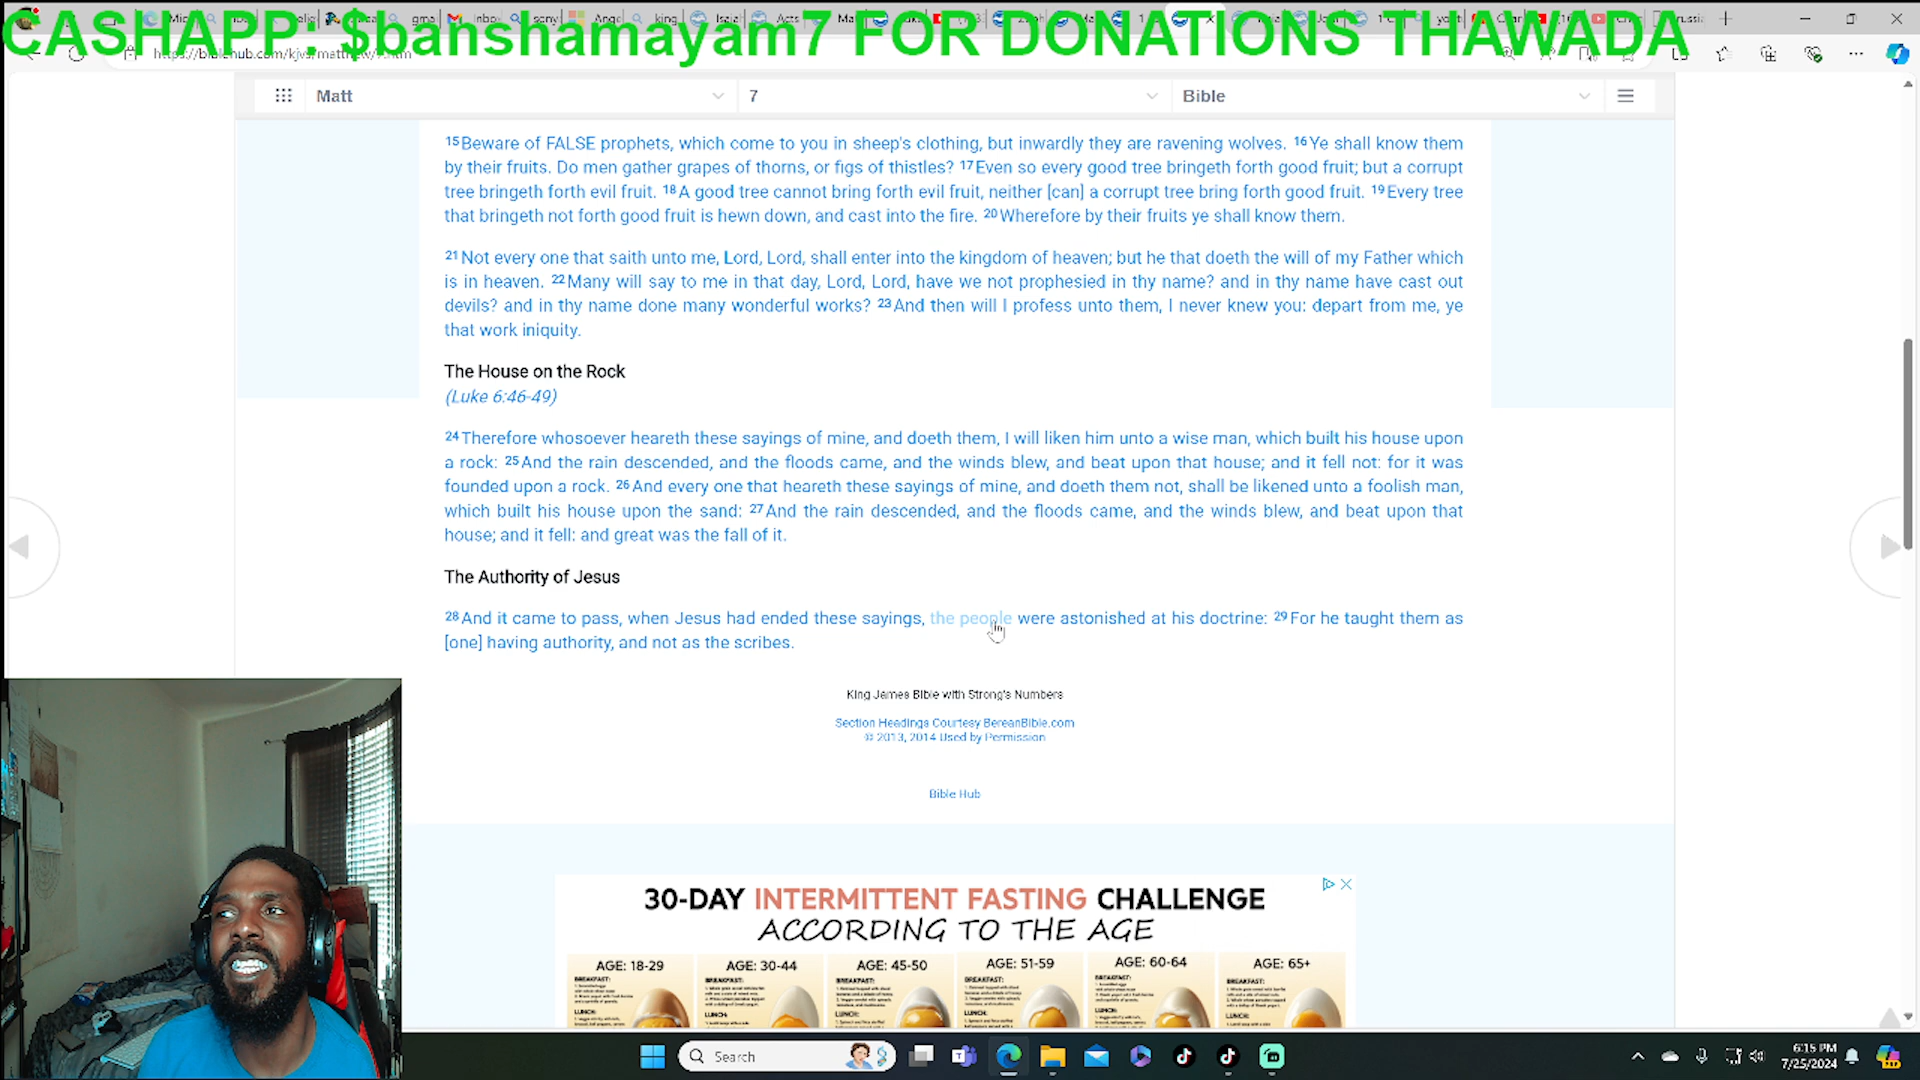 CASHAPP: $banshamayam7 FOR DONATIONS THAWADA
Matt
7
Bible
15Beware of FALSE prophets, which come to you in sheep's clothing, but inwardly they are ravening wolves. 16Ye shall know them
by their fruits. Do men gather grapes of thorns, or figs of thistles? 17Even so every good tree bringeth forth good fruit; but a corrupt
tree bringeth forth evil fruit. 18A good tree cannot bring forth evil fruit, neither [can] a corrupt tree bring forth good fruit. 19Every tree
that bringeth not forth good fruit is hewn down, and cast into the fire. 20Wherefore by their fruits ye shall know them.
21Not every one that saith unto me, Lord, Lord, shall enter into the kingdom of heaven; but he that doeth the will of my Father which
is in heaven. 22Many will say to me in that day, Lord, Lord, have we not prophesied in thy name? and in thy name have cast out
devils? and in thy name done many wonderful works? 23And then will I profess unto them, I never knew you: depart from me, ye
that work iniquity.
The House on the Rock
(Luke 6:46-49)
24Therefore whosoever heareth these sayings of mine, and doeth them, I will liken him unto a wise man, which built his house upon
a rock: 25And the rain descended, and the floods came, and the winds blew, and beat upon that house; and it fell not: for it was
founded upon a rock. 26And every one that heareth these sayings of mine, and doeth them not, shall be likened unto a foolish man,
which built his house upon the sand: 27And the rain descended, and the floods came, and the winds blew, and beat upon that
house; and it fell: and great was the fall of it.
The Authority of Jesus
28And it came to pass, when Jesus had ended these sayings, the people were astonished at his doctrine: 29For he taught them as
[one] having authority, and not as the scribes.
King James Bible with Strong's Numbers
Section Headings Courtesy BereanBible.com
© 2013, 2014 Used by Permission
Bible Hub
30-DAY INTERMITTENT FASTING CHALLENGE
ACCORDING TO THE AGE
AGE: 18-29
AGE: 30-44
AGE: 45-50
AGE: 51-59
AGE: 60-64
AGE: 65+
BREAKFAST:
BREAKFAST:
BREAKFAST:
BREAKFAST:
BREAKFAST:
BREAKFAST:
LUNCH:
LUNCH:
LUNCH:
LUNCH:
LUNCH:
LUNCH:
Search
6:15 PM
7/25/2024